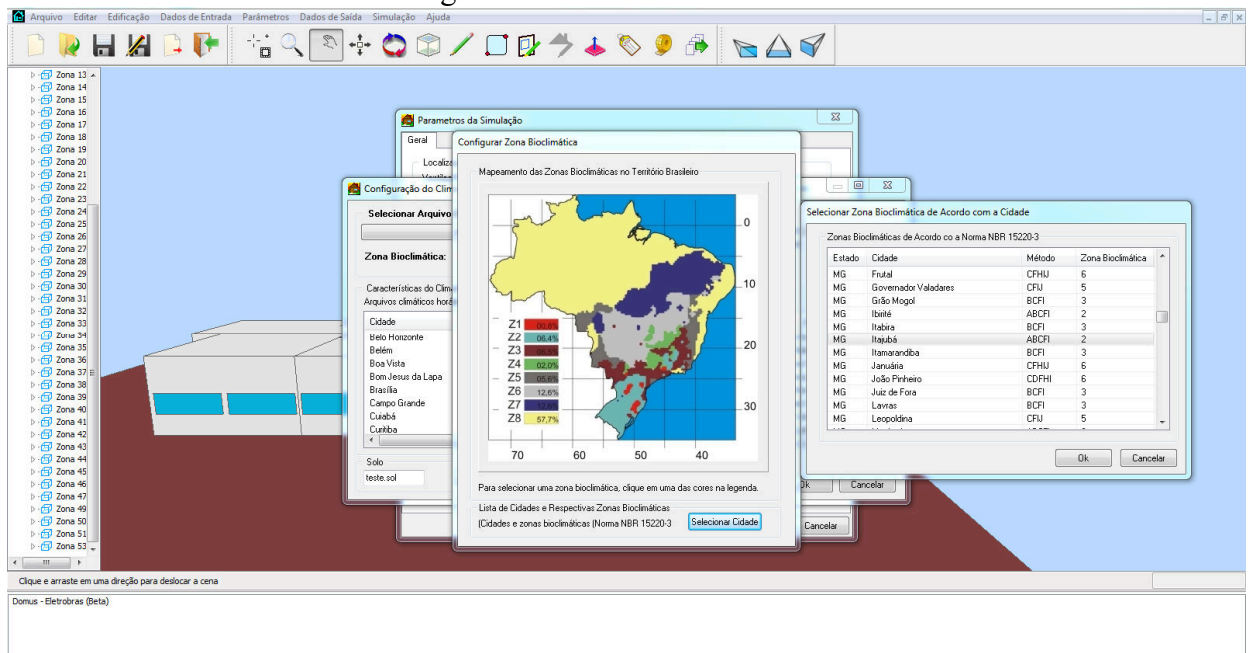 Arquivo Editar Edificação Dados de Entrada Parâmetros Dados de Saída Simulação Ajuda
Zona 13
Zona 14
Zona 15
Zona 16
Zona 17
Zona 18
Zona 19
Zona 20
Zona 21
Zona 22
Zona 23
Zona 24
Zona 25
Zona 26
Zona 27
Zona 28
Zona 29
Zona 30
Zona 31
Zona 32
Zona 33
Zona 34
Zona 35
Zona 36
Zona 37
Zona 38
Zona 39
Zona 40
Zona 41
Zona 42
Zona 43
Zona 44
Zona 45
Zona 46
Zona 47
Zona 49
Zona 50
Zona 51
Zona 53
Parametros da Simulação
Geral
Configuração do Clim
Selecionar Arquivo
Zona Bioclimática:
Características do Clim
Arquivos climáticos horá
Cidade
Belo Horizonte
Belém
Boa Vista
Bom Jesus da Lapa
Brasília
Campo Grande
Cuiabá
Curitiba
Solo
teste.sol
Cancelar
Cancelar
Configurar Zona Bioclimática
Mapeamento das Zonas Bioclimáticas no Território Brasileiro
0
10
20
30
Z1 00,8%
Z2 06,4%
Z3
Z4 02,0%
Z5 05,6%
Z6 12,6%
Z7
Z8 57,7%
70 60 50 40
Para selecionar uma zona bioclimática, clique em uma das cores na legenda.
Lista de Cidades e Respectivas Zonas Bioclimáticas
(Cidades e zonas bioclimáticas (Norma NBR 15220-3 Selecionar Cidade
Selecionar Zona Bioclimática de Acordo com a Cidade
Zonas Bioclimáticas de Acordo co a Norma NBR 15220-3
Estado Cidade Método Zona Bioclimática
MG Frutal CFHIJ 6
MG Governador Valadares CFIJ 5
MG Grão Mogol BCFI 3
MG Ibirité ABCFI 2
MG Itabira BCFI 3
MG Itajubá ABCFI 2
MG Itamarandiba BCFI 3
MG Januária CFHIJ 6
MG João Pinheiro CDFHI 6
MG Juiz de Fora BCFI 3
MG Lavras BCFI 3
MG Leopoldina CFIJ 5
Ok Cancelar
Clique e arraste em uma direção para deslocar a cena
Domus - Eletrobras (Beta)